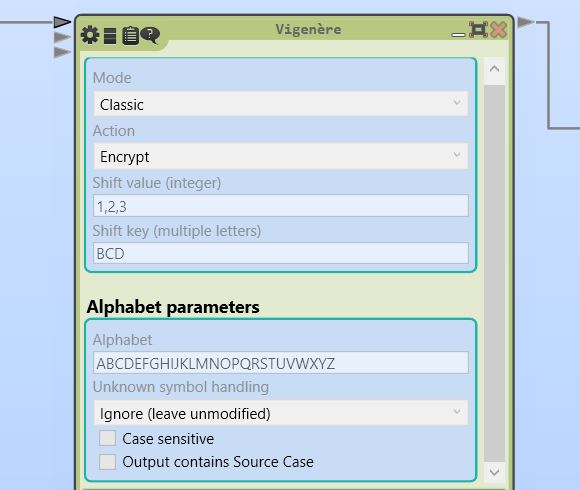 Vigenère
Mode
Classic
Action
Encrypt
Shift value (integer)
1,2,3
Shift key (multiple letters)
BCD
Alphabet parameters
Alphabet
ABCDEFGHIJKLMNOPQRSTUVWXYZ
Unknown symbol handling
Ignore (leave unmodified)
Case sensitive
Output contains Source Case